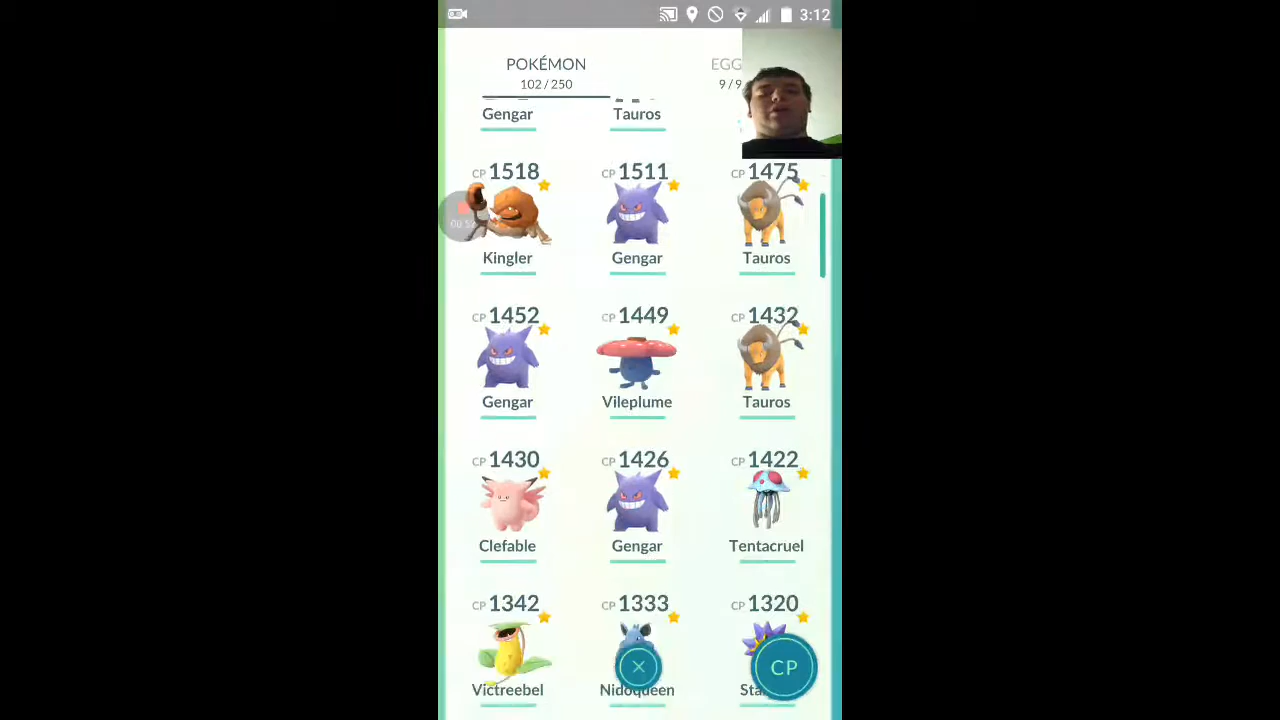 3:12
POKÉMON
EGG
102 / 250
9 / 9
Gengar
Tauros
CP 1518
CP 1511
CP 1475
Kingler
Gengar
Tauros
CP 1452
CP 1449
CP 1432
Gengar
Vileplume
Tauros
CP 1430
CP 1426
CP 1422
Clefable
Gengar
Tentacruel
CP 1342
CP 1333
CP 1320
CP
Victreebel
Nidoqueen